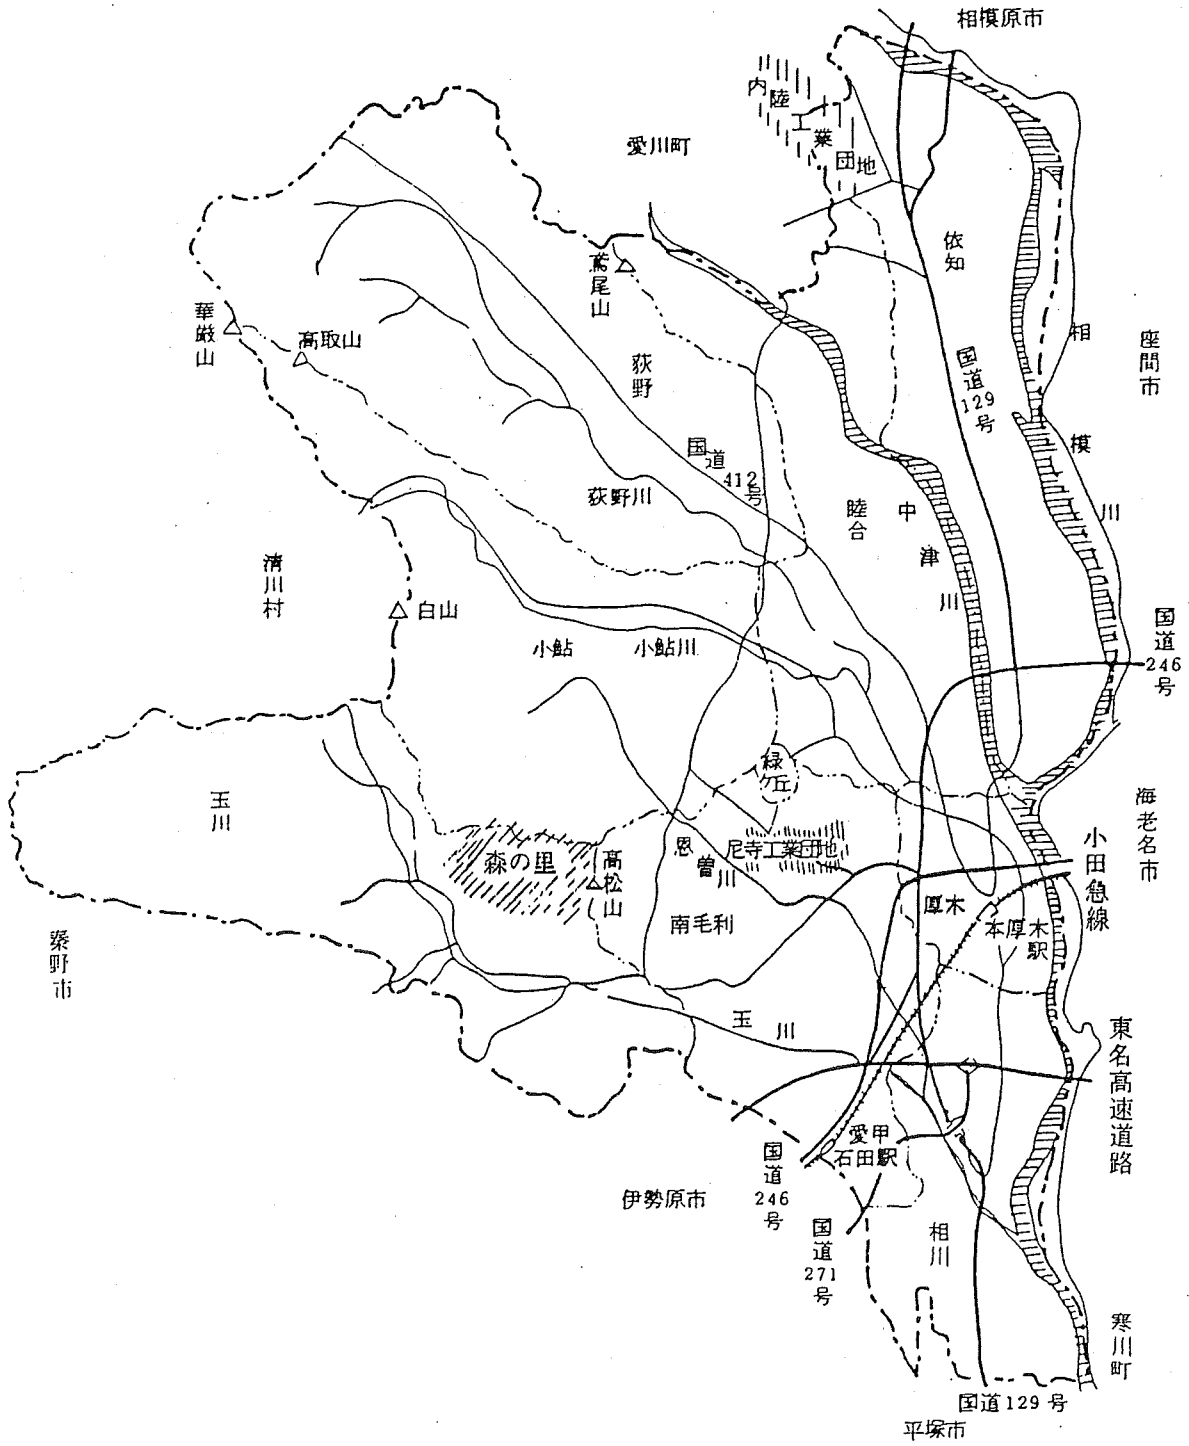 相模原市
内陸工業団地
愛川町
依知
鳶尾山
華厳山
高取山
荻野
国道129号
相模川
座間市
国道412号
荻野川
睦合
中津川
清川村
白山
小鮎
小鮎川
国道246号
緑ヶ丘
玉川
海老名市
小田急線
森の里
高松山
恩曽川
尼寺工業団地
厚木
南毛利
本厚木駅
秦野市
玉川
東名高速道路
愛甲石田駅
国道246号
伊勢原市
国道271号
相川
寒川町
国道129号
平塚市